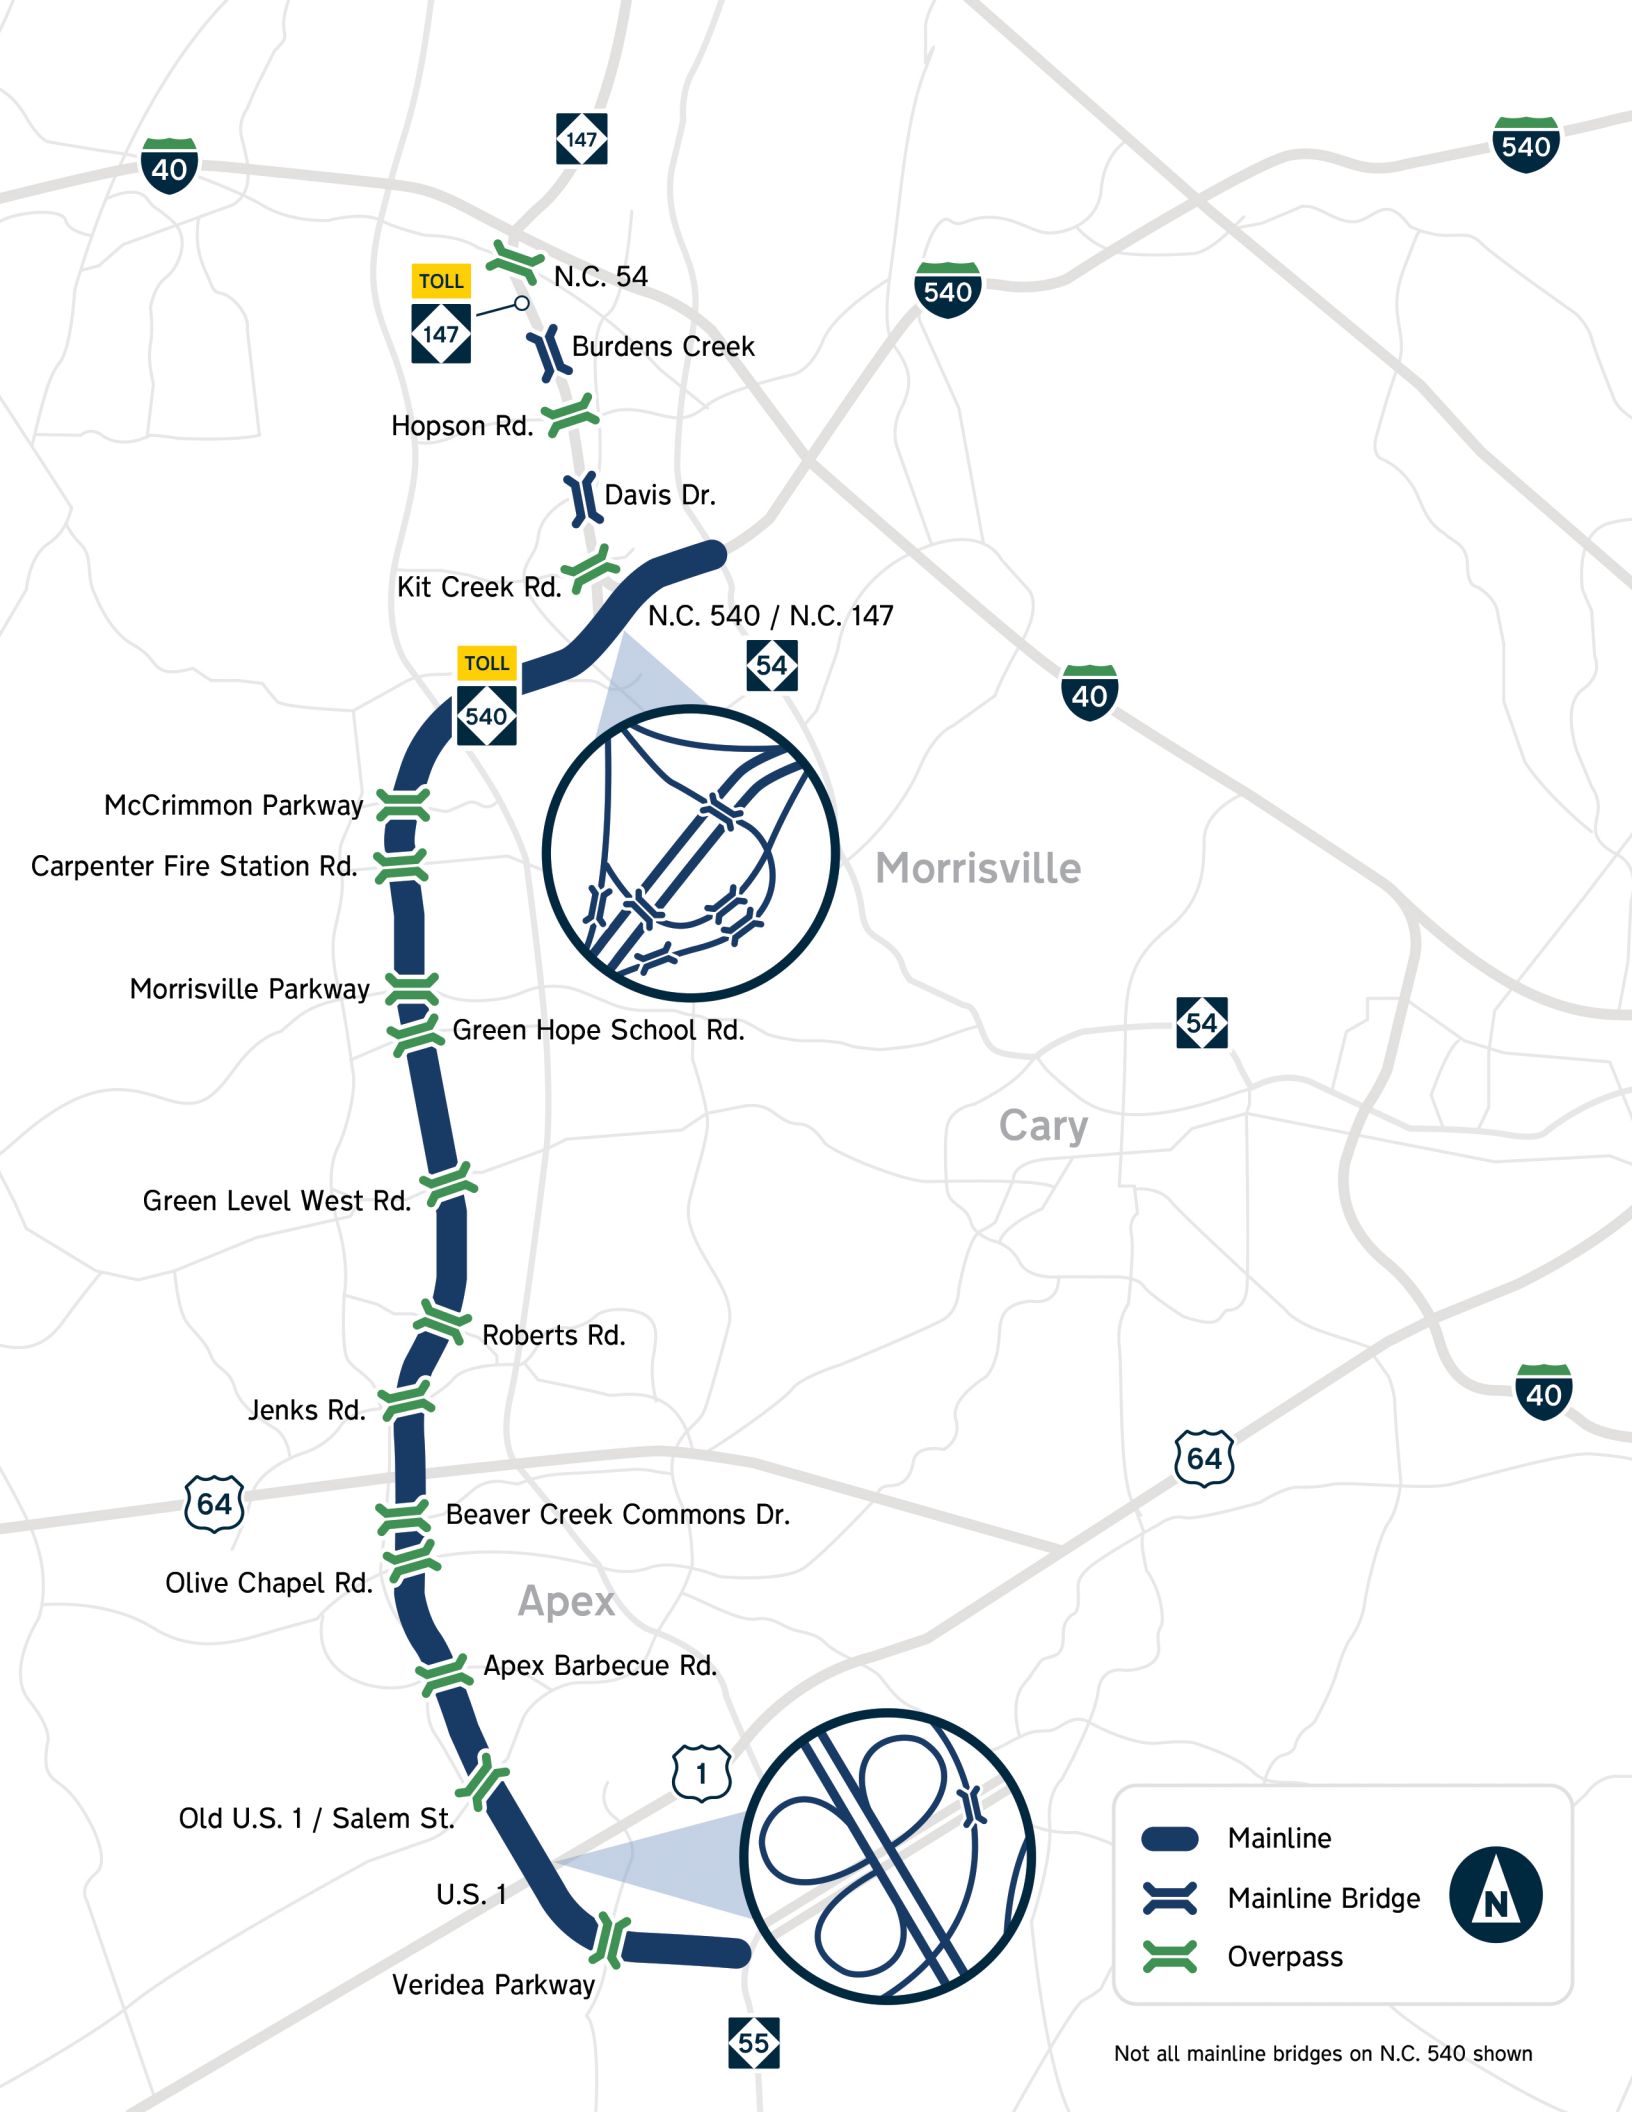 147
40
540
N.C. 54
TOLL
147
540
Burdens Creek
Hopson Rd.
Davis Dr.
Kit Creek Rd.
N.C. 540 / N.C. 147
TOLL
540
54
40
McCrimmon Parkway
Carpenter Fire Station Rd.
Morrisville
Morrisville Parkway
Green Hope School Rd.
54
Cary
Green Level West Rd.
Roberts Rd.
Jenks Rd.
40
64
64
Beaver Creek Commons Dr.
Olive Chapel Rd.
Apex
Apex Barbecue Rd.
1
Old U.S. 1 / Salem St.
U.S. 1
Veridea Parkway
55
Mainline
Mainline Bridge
Overpass
N
Not all mainline bridges on N.C. 540 shown